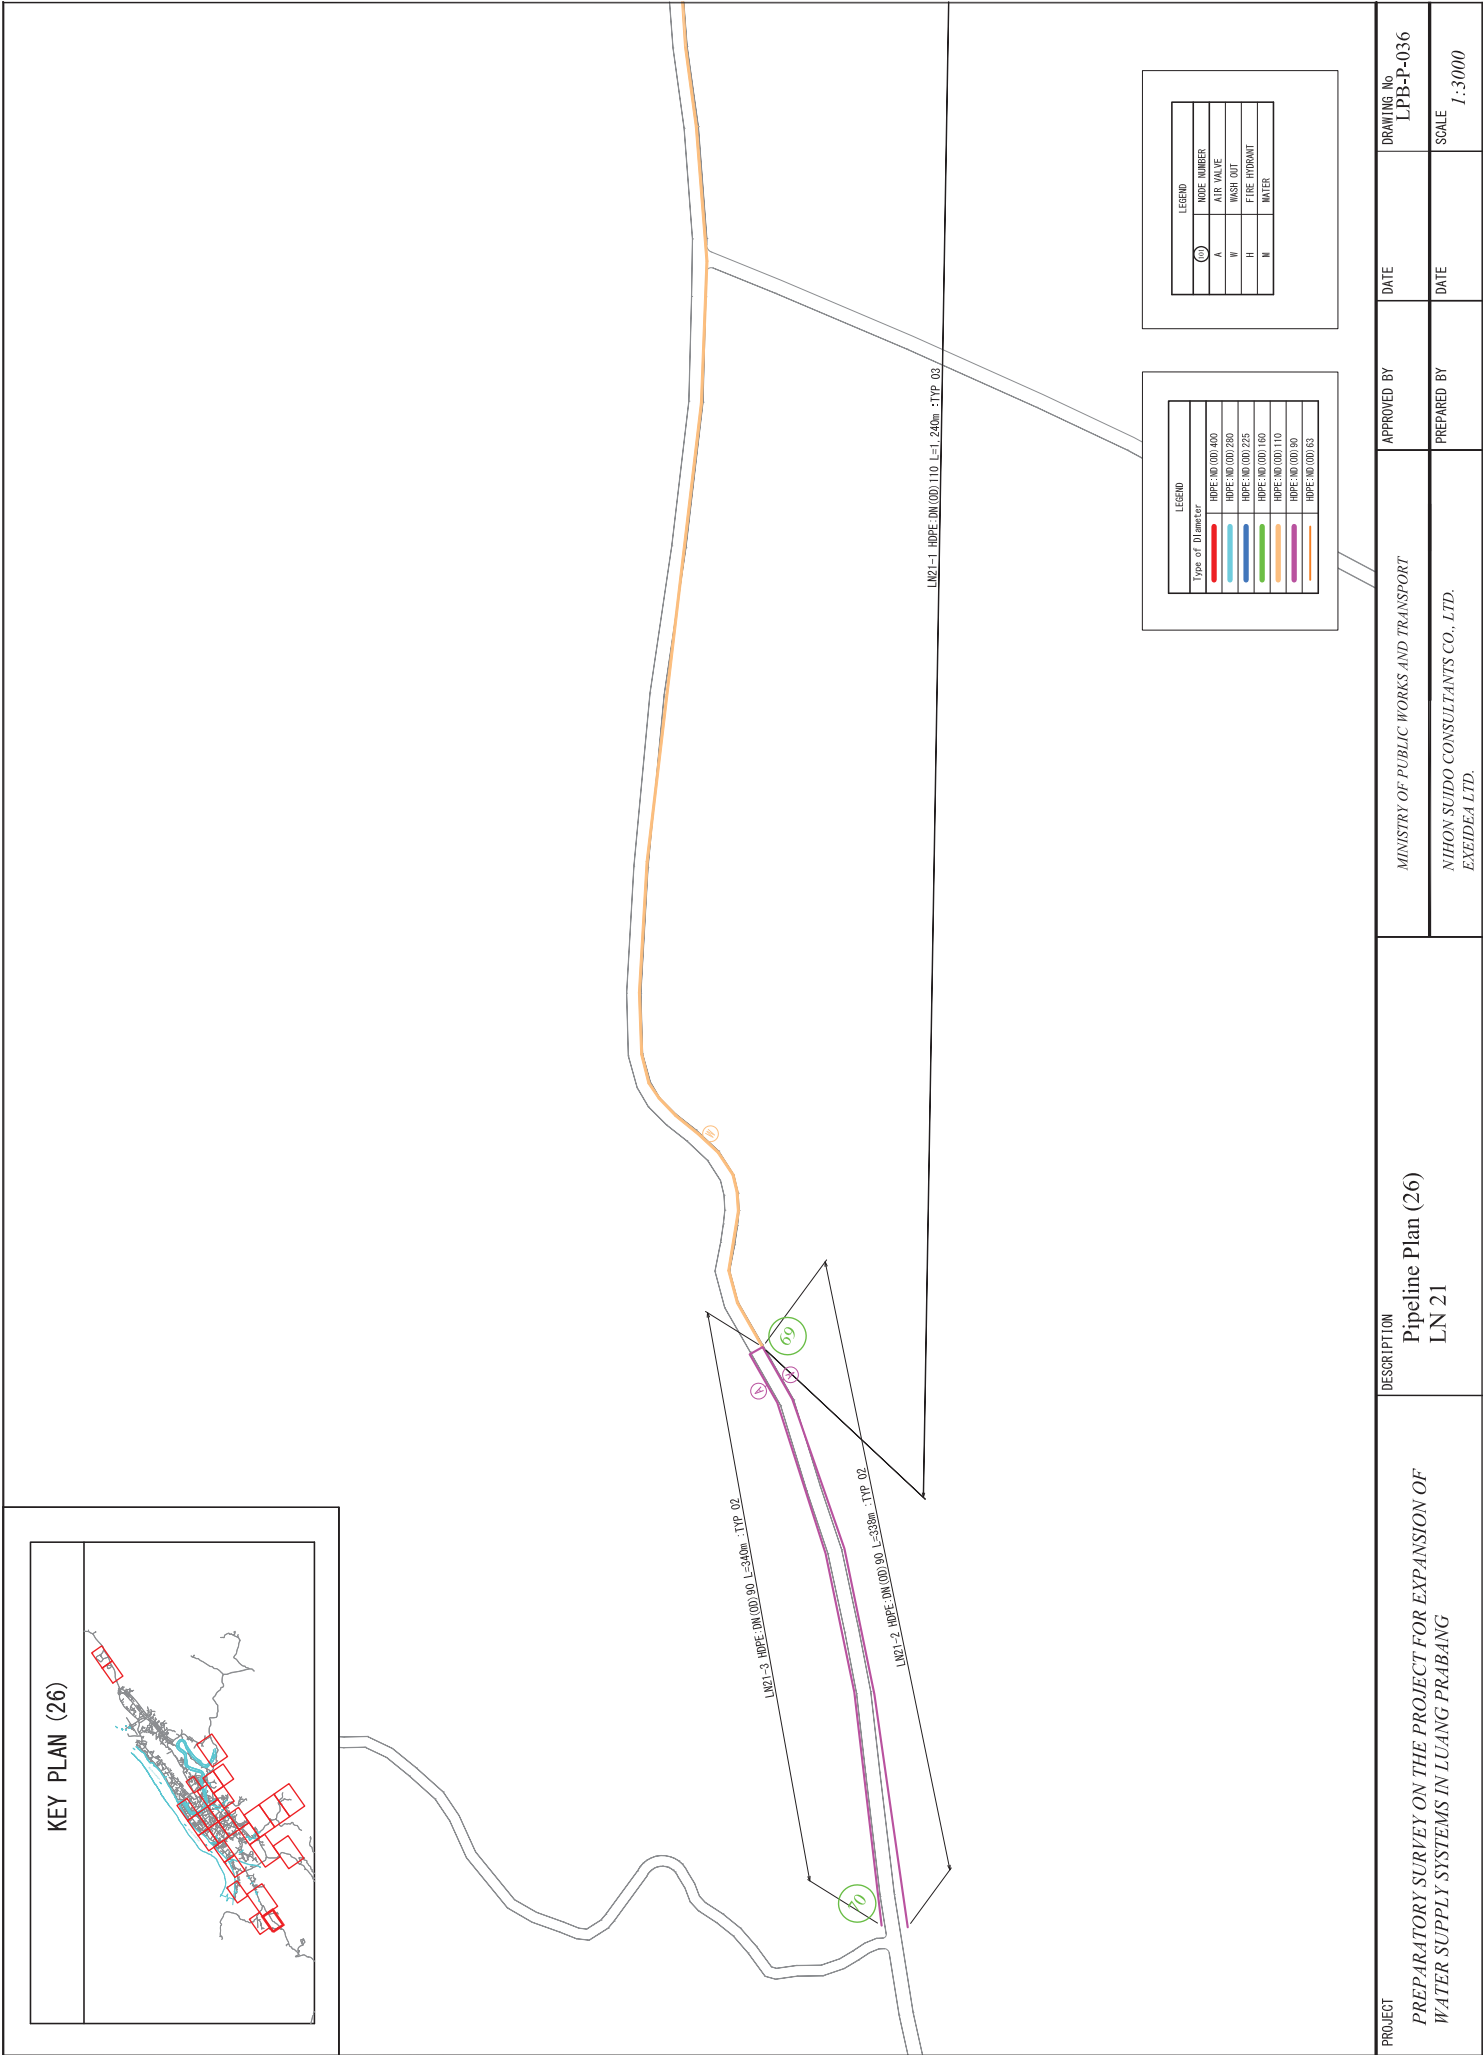 KEY PLAN (26)
LN21-3 HDPE:DN(OD)90 L=340m :TYP 02
LN21-2 HDPE:DN(OD)90 L=338m :TYP 02
LN21-1 HDPE:DN(OD)110 L=1,240m :TYP 03
70
69
A
W
LEGEND
Type of Diameter
HDPE:ND(OD)400
HDPE:ND(OD)280
HDPE:ND(OD)225
HDPE:ND(OD)160
HDPE:ND(OD)110
HDPE:ND(OD)90
HDPE:ND(OD)63
LEGEND
101 NODE NUMBER
A AIR VALVE
W WASH OUT
H FIRE HYDRANT
M MATER
PROJECT
PREPARATORY SURVEY ON THE PROJECT FOR EXPANSION OF
WATER SUPPLY SYSTEMS IN LUANG PRABANG
DESCRIPTION
Pipeline Plan (26)
LN 21
MINISTRY OF PUBLIC WORKS AND TRANSPORT
NIHON SUIDO CONSULTANTS CO., LTD.
EXEIDEA LTD.
APPROVED BY
DATE
PREPARED BY
DATE
DRAWING No
LPB-P-036
SCALE
1:3000